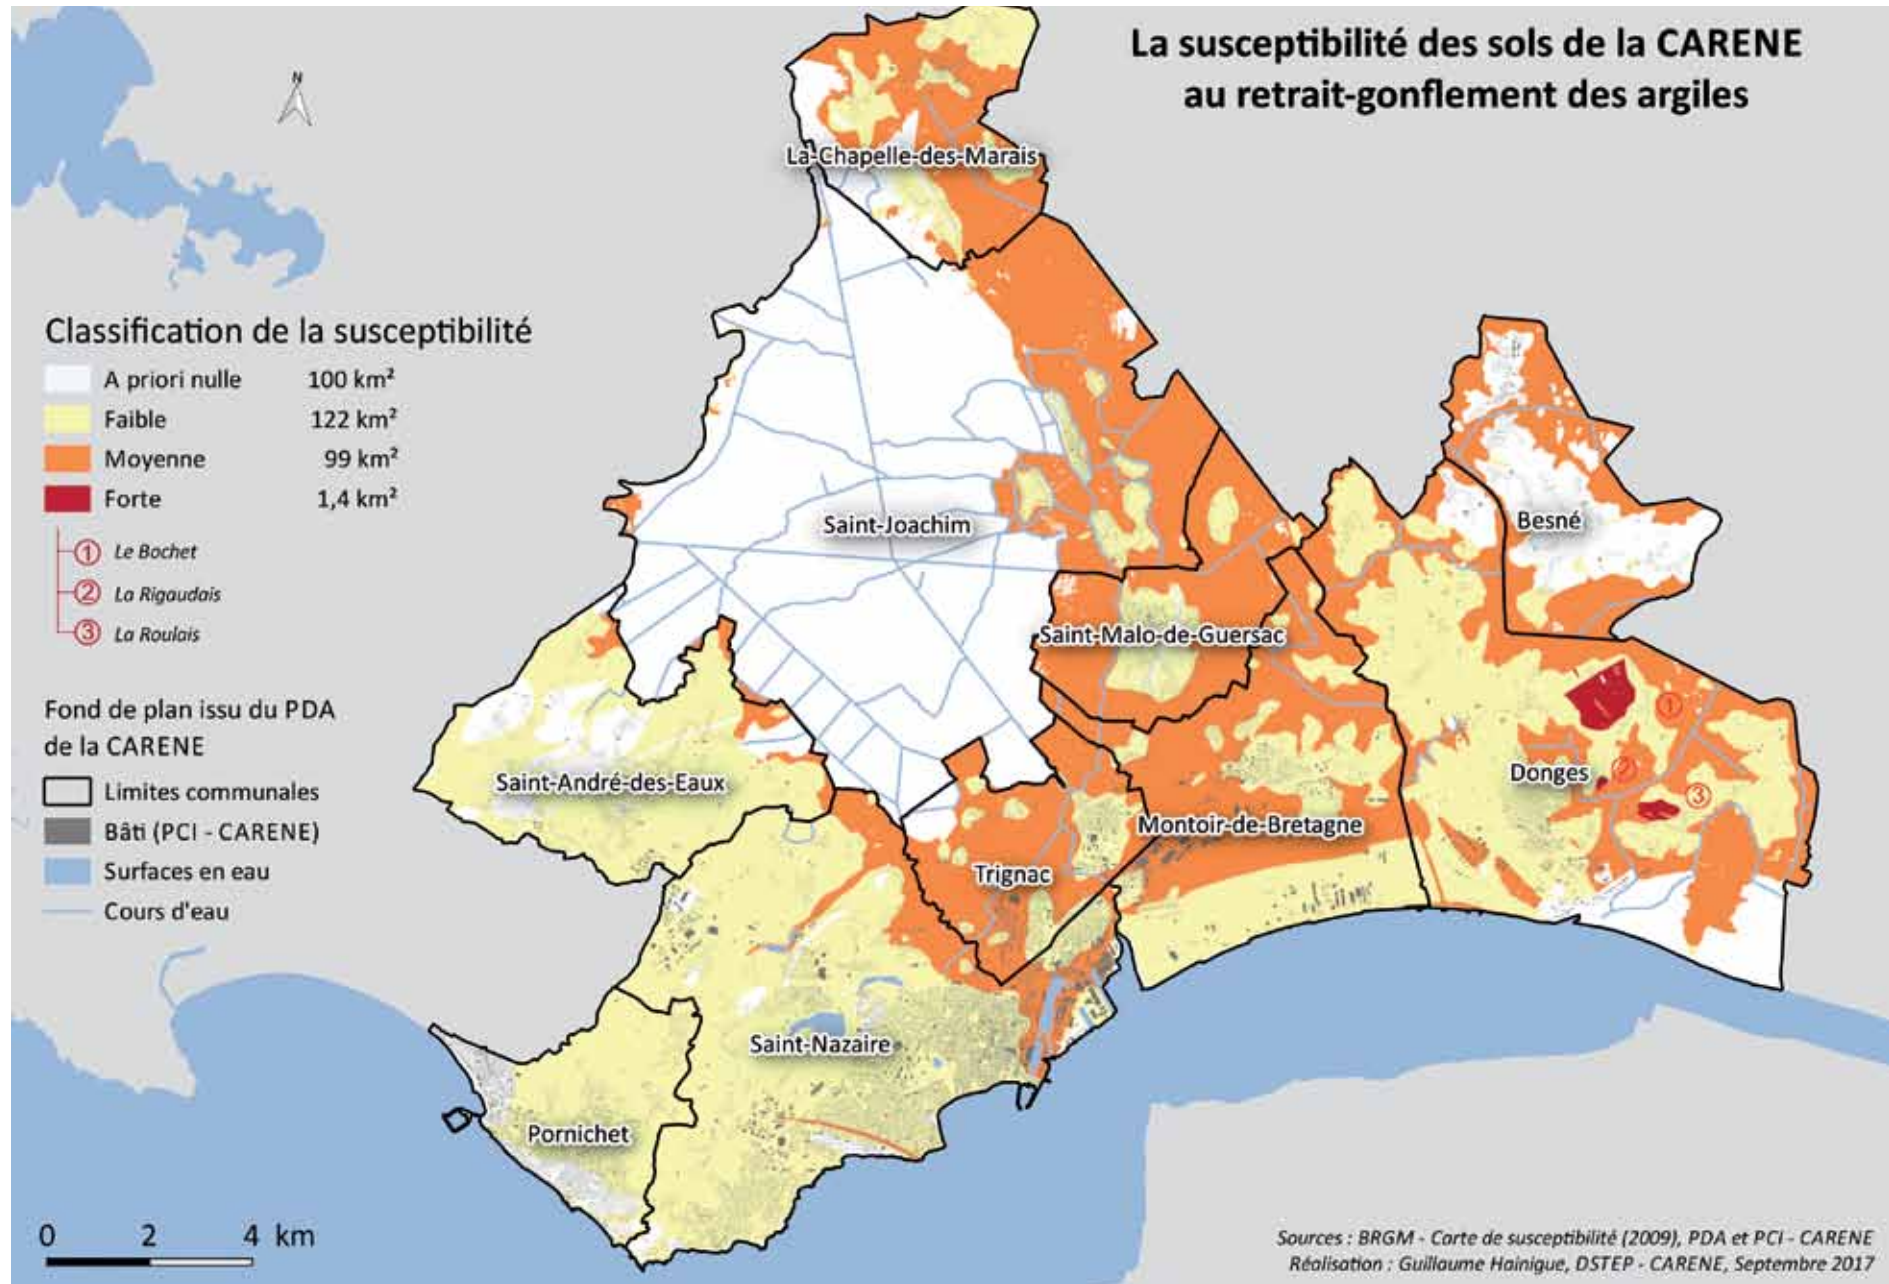 La susceptibilité des sols de la CARENE
au retrait-gonflement des argiles
N
La-Chapelle-des-Marais
Classification de la susceptibilité
A priori nulle 100 km²
Faible 122 km²
Moyenne 99 km²
Forte 1,4 km²
1 Le Bochet
2 La Rigaudais
3 La Roulais
Fond de plan issu du PDA
de la CARENE
Limites communales
Bâti (PCI - CARENE)
Surfaces en eau
Cours d'eau
Saint-Joachim
Besné
Saint-Malo-de-Guersac
1
Donges
2
3
Saint-André-des-Eaux
Montoir-de-Bretagne
Trignac
Saint-Nazaire
Pornichet
0 2 4 km
Sources : BRGM - Carte de susceptibilité (2009), PDA et PCI - CARENE
Réalisation : Guillaume Hainigue, DSTEP - CARENE, Septembre 2017